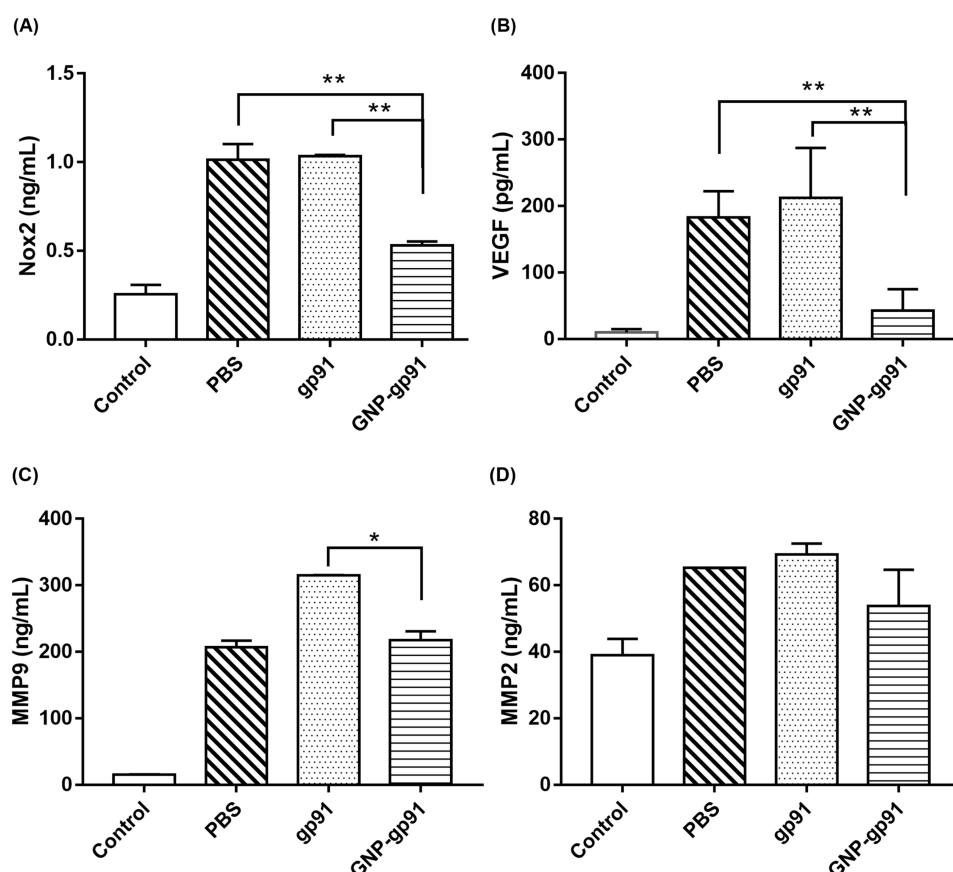 (A)
Nox2 (ng/mL)
1.5
1.0
0.5
0.0
**
**
Control
PBS
gp91
GNP-gp91
(B)
VEGF (pg/mL)
400
300
200
100
0
**
**
Control
PBS
gp91
GNP-gp91
(C)
MMP9 (ng/mL)
400
300
200
100
0
*
Control
PBS
gp91
GNP-gp91
(D)
MMP2 (ng/mL)
80
60
40
20
0
Control
PBS
gp91
GNP-gp91